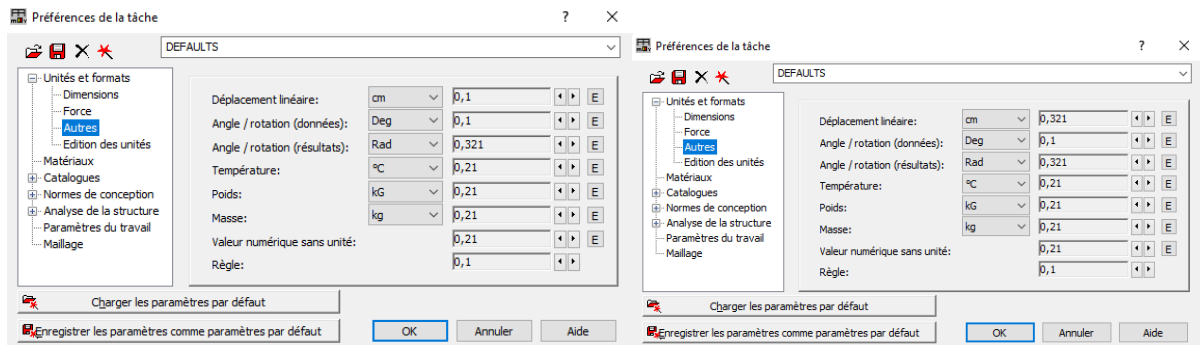 Préférences de la tâche ? ×
DEFAULTS
Unités et formats
Dimensions
Force
Autres
Edition des unités
Matériaux
Catalogues
Normes de conception
Analyse de la structure
Paramètres du travail
Maillage
Déplacement linéaire: cm 0,1 E
Angle / rotation (données): Deg 0,1 E
Angle / rotation (résultats): Rad 0,321 E
Température: °C 0,21 E
Poids: kG 0,21 E
Masse: kg 0,21 E
Valeur numérique sans unité: 0,21 E
Règle: 0,1
Charger les paramètres par défaut
Enregistrer les paramètres comme paramètres par défaut
OK Annuler Aide
Préférences de la tâche ? ×
DEFAULTS
Unités et formats
Dimensions
Force
Autres
Edition des unités
Matériaux
Catalogues
Normes de conception
Analyse de la structure
Paramètres du travail
Maillage
Déplacement linéaire: cm 0,321 E
Angle / rotation (données): Deg 0,1 E
Angle / rotation (résultats): Rad 0,321 E
Température: °C 0,21 E
Poids: kG 0,21 E
Masse: kg 0,21 E
Valeur numérique sans unité: 0,21 E
Règle: 0,1
Charger les paramètres par défaut
Enregistrer les paramètres comme paramètres par défaut
OK Annuler Aide